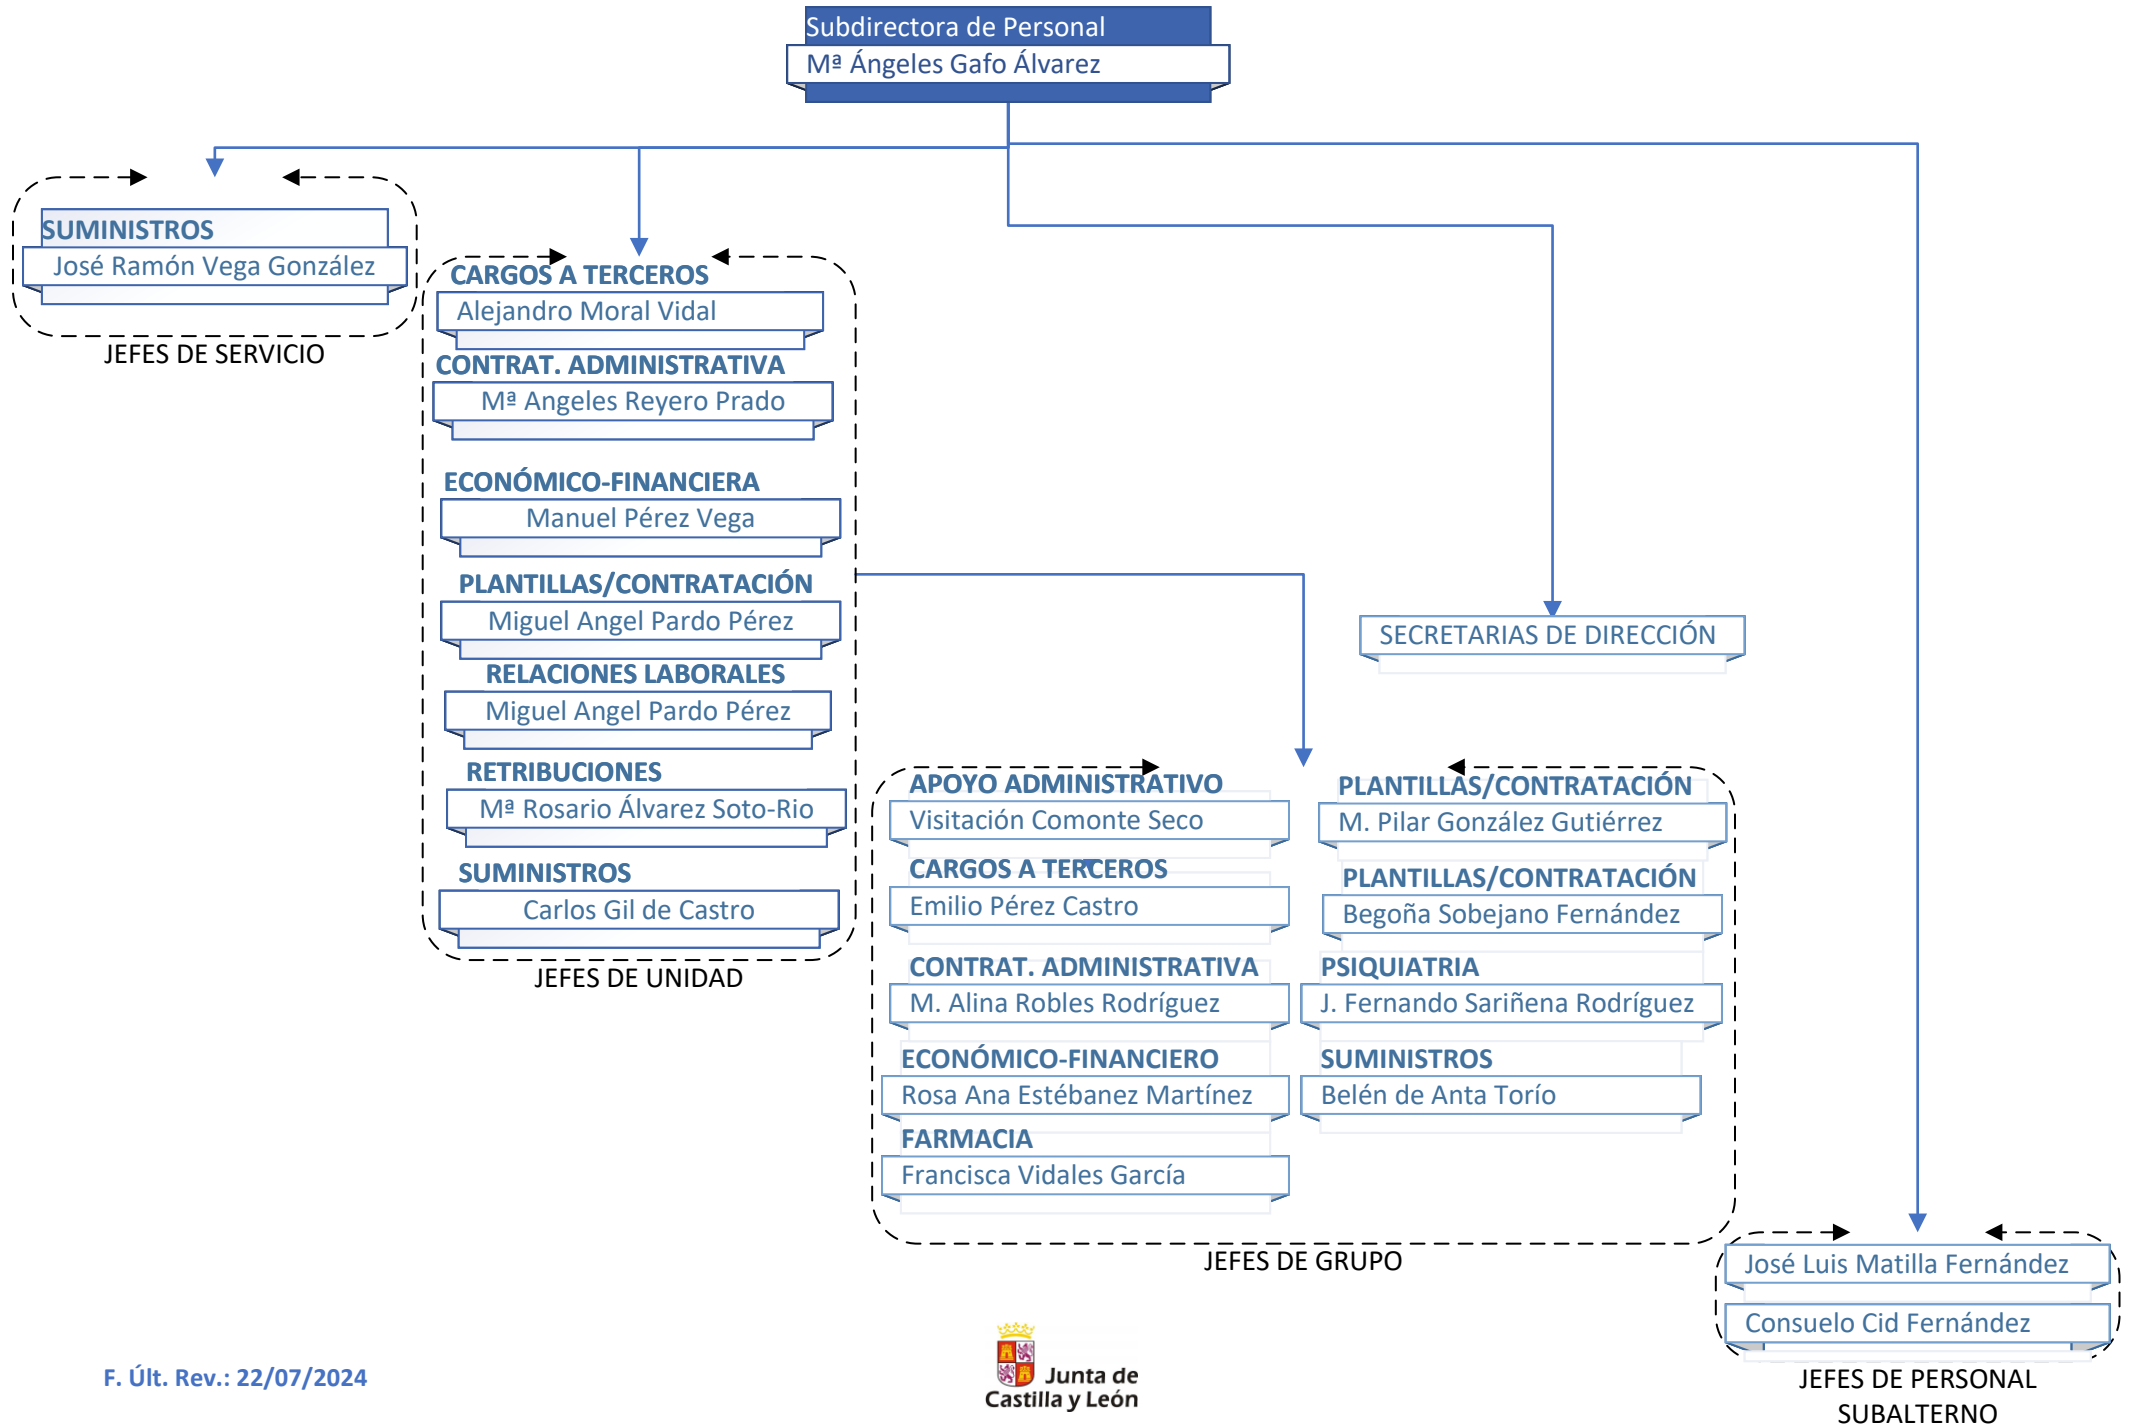 Subdirectora de Personal
Mª Ángeles Gafo Álvarez
SUMINISTROS
José Ramón Vega González
JEFES DE SERVICIO
CARGOS A TERCEROS
Alejandro Moral Vidal
CONTRAT. ADMINISTRATIVA
Mª Angeles Reyero Prado
ECONÓMICO-FINANCIERA
Manuel Pérez Vega
PLANTILLAS/CONTRATACIÓN
Miguel Angel Pardo Pérez
RELACIONES LABORALES
Miguel Angel Pardo Pérez
RETRIBUCIONES
Mª Rosario Álvarez Soto-Rio
SUMINISTROS
Carlos Gil de Castro
JEFES DE UNIDAD
SECRETARIAS DE DIRECCIÓN
APOYO ADMINISTRATIVO
Visitación Comonte Seco
CARGOS A TERCEROS
Emilio Pérez Castro
CONTRAT. ADMINISTRATIVA
M. Alina Robles Rodríguez
ECONÓMICO-FINANCIERO
Rosa Ana Estébanez Martínez
FARMACIA
Francisca Vidales García
PLANTILLAS/CONTRATACIÓN
M. Pilar González Gutiérrez
PLANTILLAS/CONTRATACIÓN
Begoña Sobejano Fernández
PSIQUIATRIA
J. Fernando Sariñena Rodríguez
SUMINISTROS
Belén de Anta Torío
JEFES DE GRUPO
José Luis Matilla Fernández
Consuelo Cid Fernández
JEFES DE PERSONAL
SUBALTERNO
F. Últ. Rev.: 22/07/2024
Junta de
Castilla y León